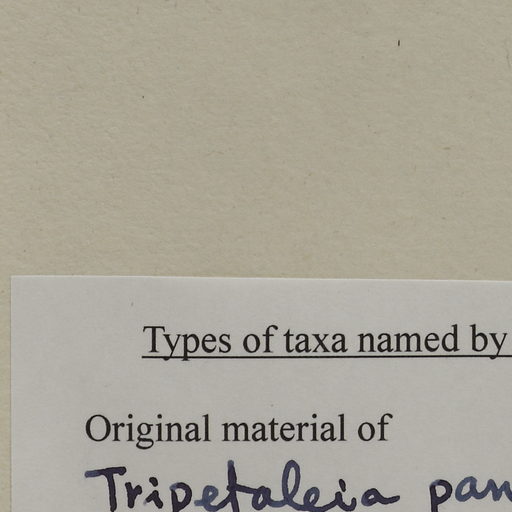 Types of taxa named by
Original material of
Tripetaleia pan